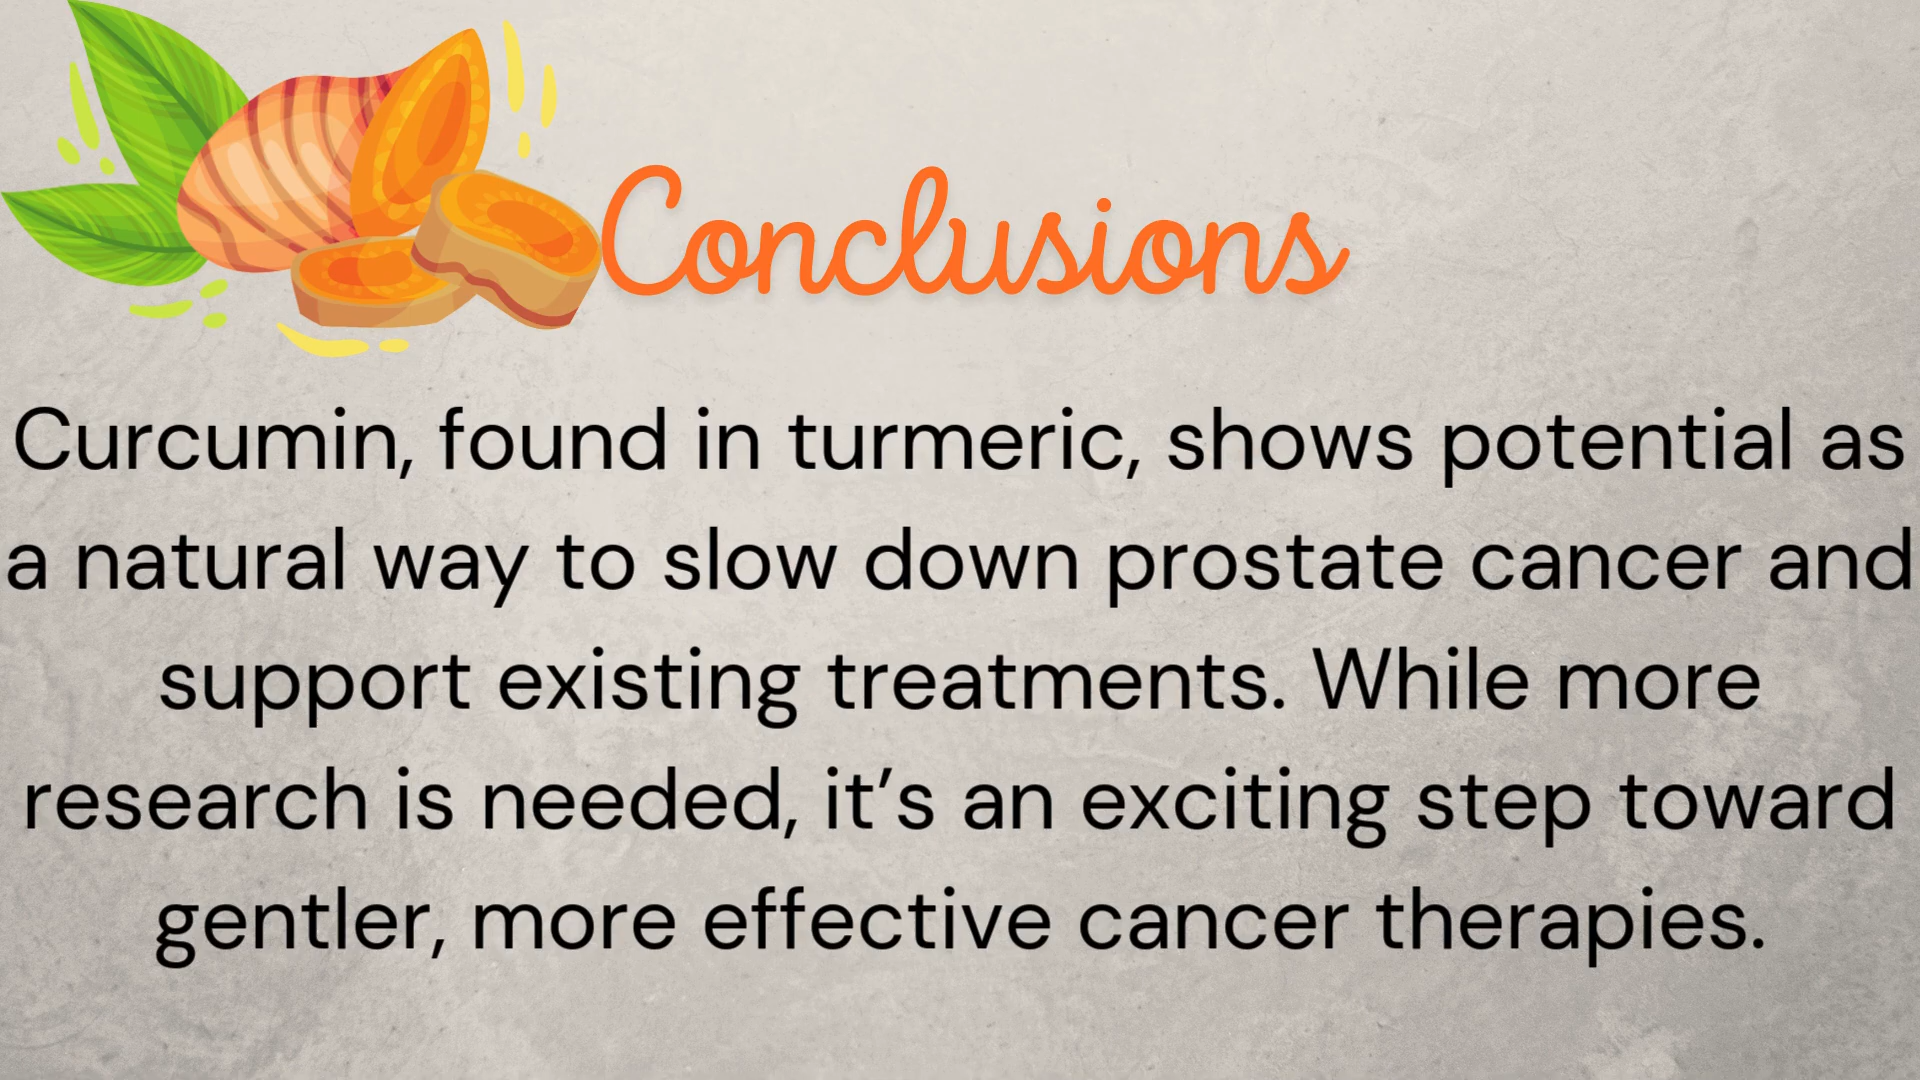 Conclusions
Curcumin, found in turmeric, shows potential as
a natural way to slow down prostate cancer and
support existing treatments. While more
research is needed, it’s an exciting step toward
gentler, more effective cancer therapies.